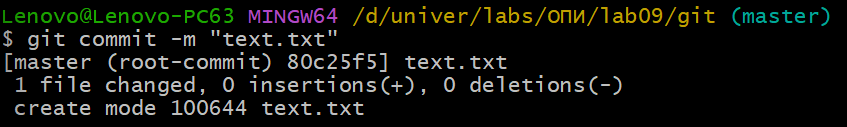 Lenovo@Lenovo-PC63 MINGW64 /d/univer/labs/ОПИ/lab09/git (master)
$ git commit -m "text.txt"
[master (root-commit) 80c25f5] text.txt
 1 file changed, 0 insertions(+), 0 deletions(-)
 create mode 100644 text.txt